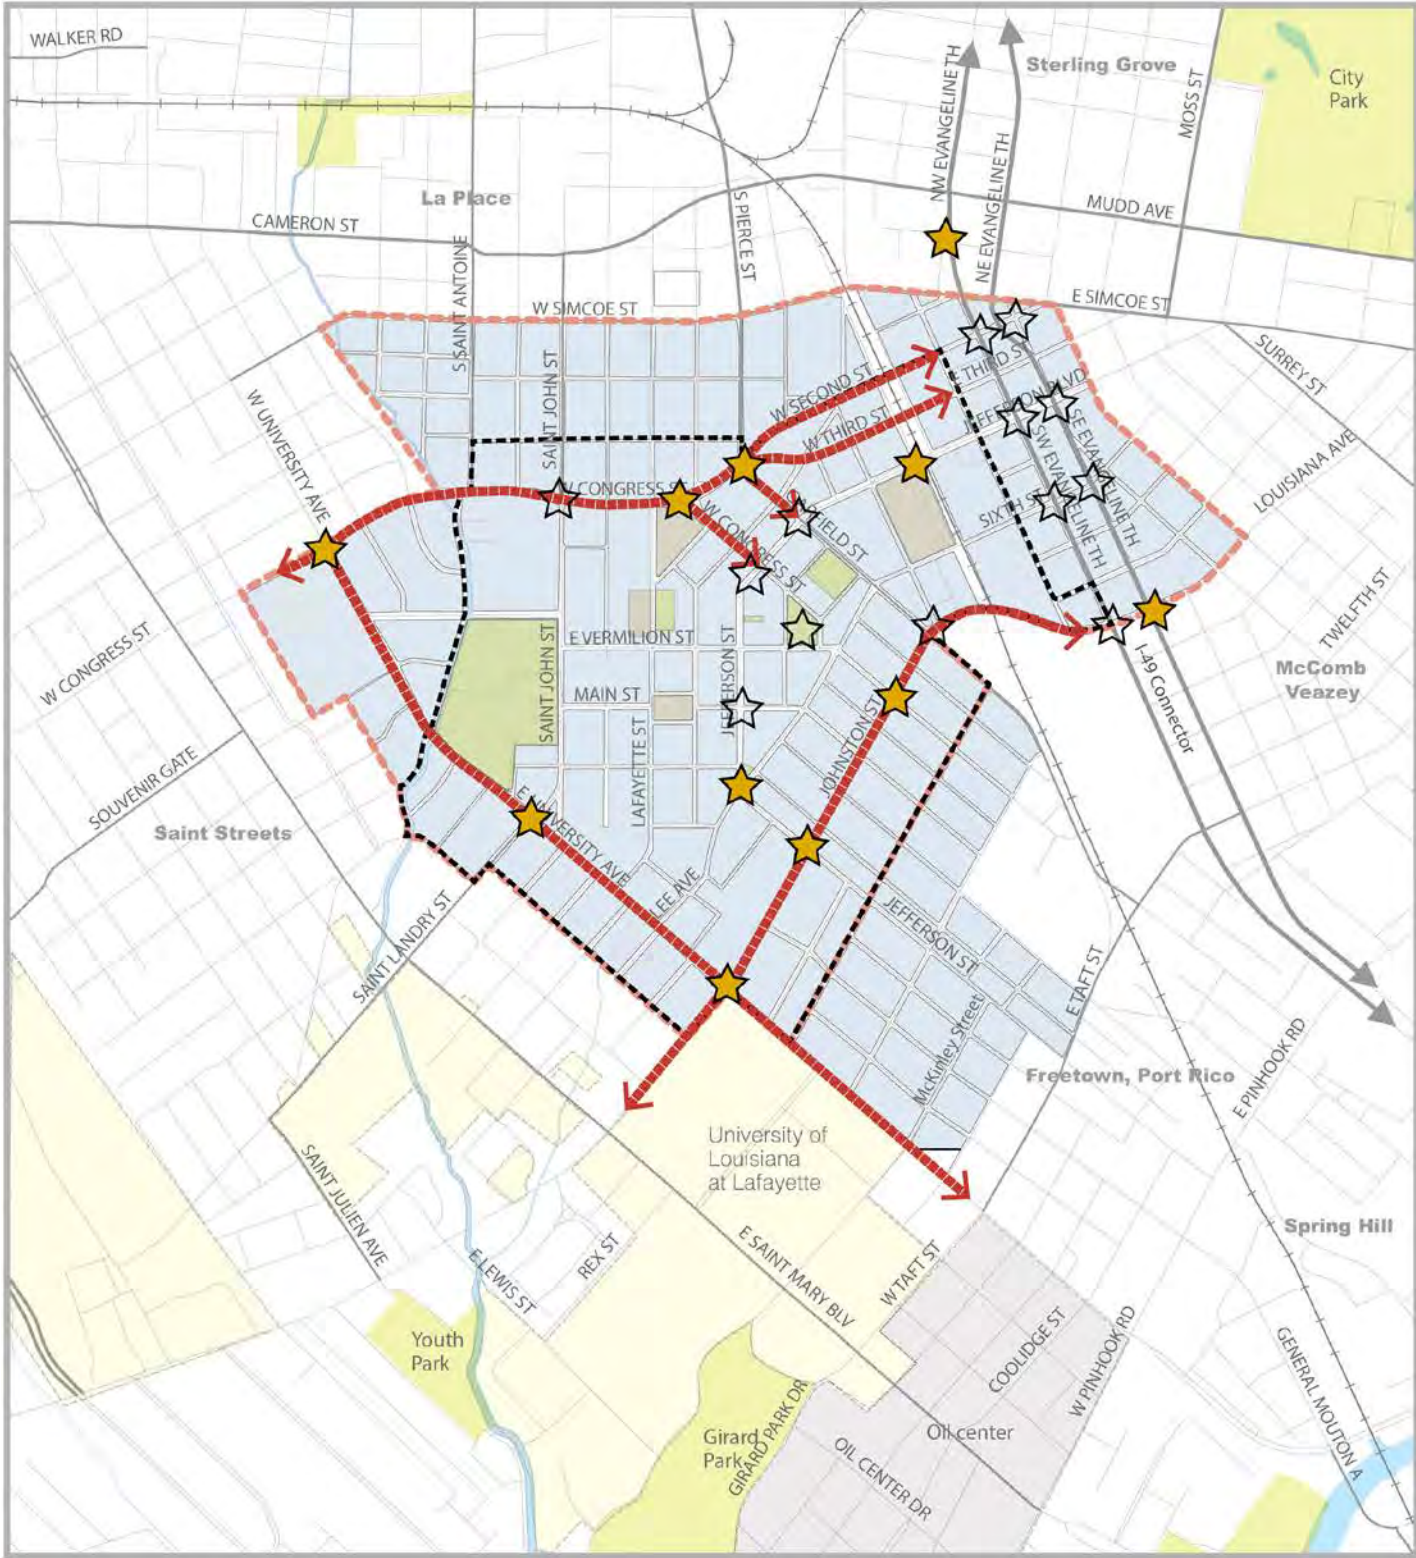 WALKER RD
Sterling Grove
City
Park
MOSS ST
NW EVANGELINE TH
NE EVANGELINE TH
La Place
CAMERON ST
S PIERCE ST
MUDD AVE
S SAINT ANTOINE
W SIMCOE ST
E SIMCOE ST
SURREY ST
W UNIVERSITY AVE
SAINT JOHN ST
W SECOND ST
W THIRD ST
E THIRD ST
JEFFERSON BLVD
SW EVANGELINE TH
SE EVANGELINE TH
LOUISIANA AVE
W CONGRESS ST
W CONGRESS ST
GARFIELD ST
SIXTH ST
W CONGRESS ST
E VERMILION ST
SAINT JOHN ST
MAIN ST
JEFFERSON ST
LAFAYETTE ST
JOHNSTON ST
I-49 Connector
TWELFTH ST
McComb
Veazey
SOUVENIR GATE
Saint Streets
E UNIVERSITY AVE
LEE AVE
SAINT LANDRY ST
JEFFERSON ST
E TAFT ST
McKinley Street
Freetown, Port Rico
E PINHOOK RD
University of
Louisiana
at Lafayette
SAINT JULIEN AVE
E LEWIS ST
REX ST
E SAINT MARY BLV
W TAFT ST
Spring Hill
Youth
Park
COOLIDGE ST
W PINHOOK RD
GENERAL MOUTON A
Girard
Park
GIRARD PARK DR
Oil center
OIL CENTER DR